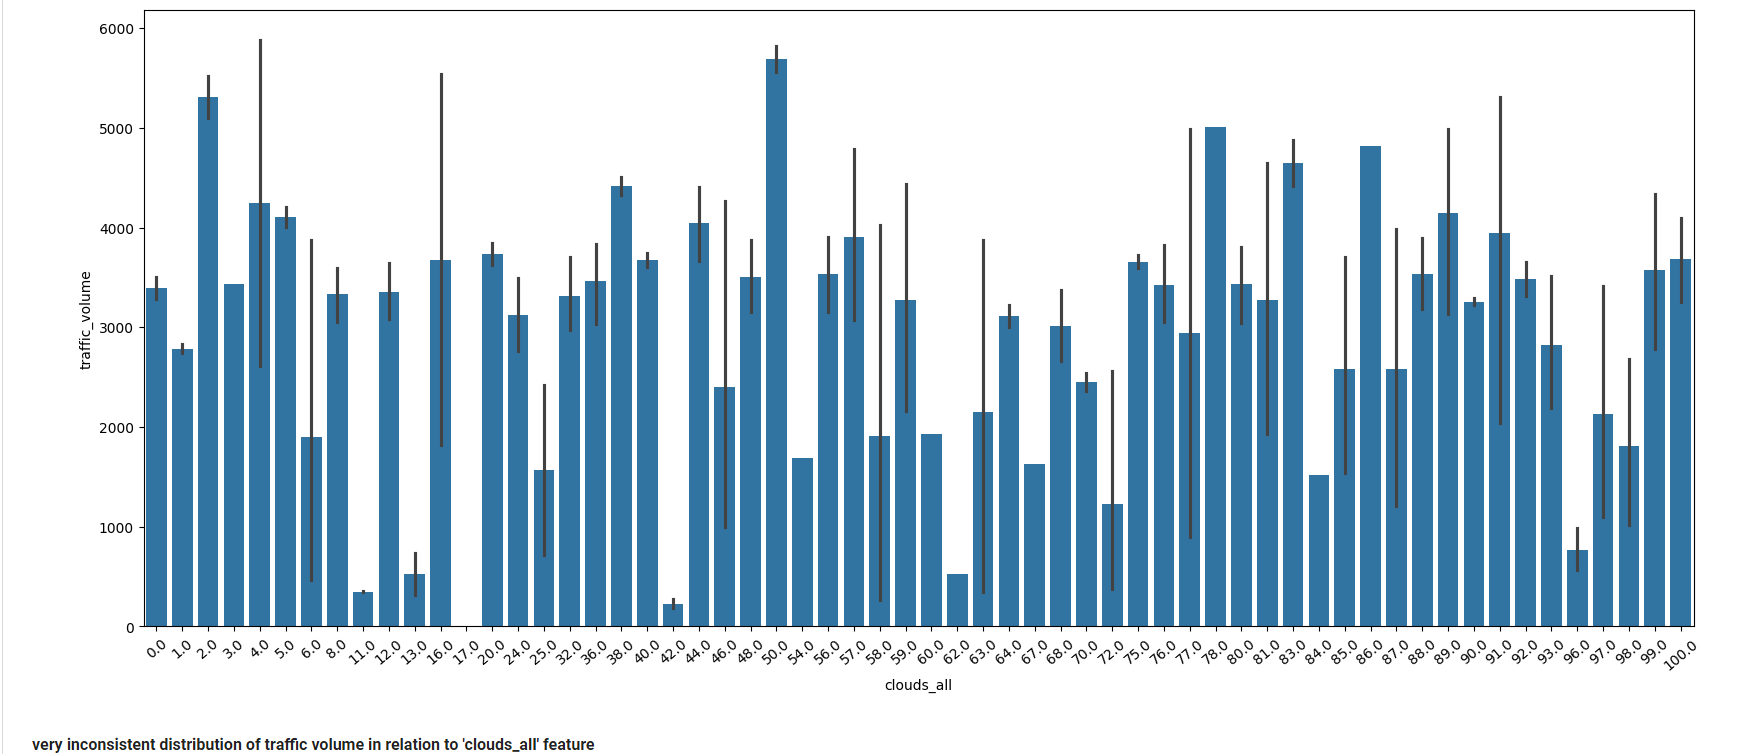 6000
5000
4000
3000
2000
1000
0
traffic_volume
0.0 1.0 2.0 3.0 4.0 5.0 6.0 8.0 11.0 12.0 13.0 16.0 17.0 20.0 24.0 25.0 32.0 36.0 38.0 40.0 42.0 44.0 46.0 48.0 50.0 54.0 56.0 57.0 58.0 59.0 60.0 62.0 63.0 64.0 67.0 68.0 70.0 72.0 75.0 76.0 77.0 78.0 80.0 81.0 83.0 84.0 85.0 86.0 87.0 88.0 89.0 90.0 91.0 92.0 93.0 96.0 97.0 98.0 99.0 100.0
clouds_all
very inconsistent distribution of traffic volume in relation to 'clouds_all' feature